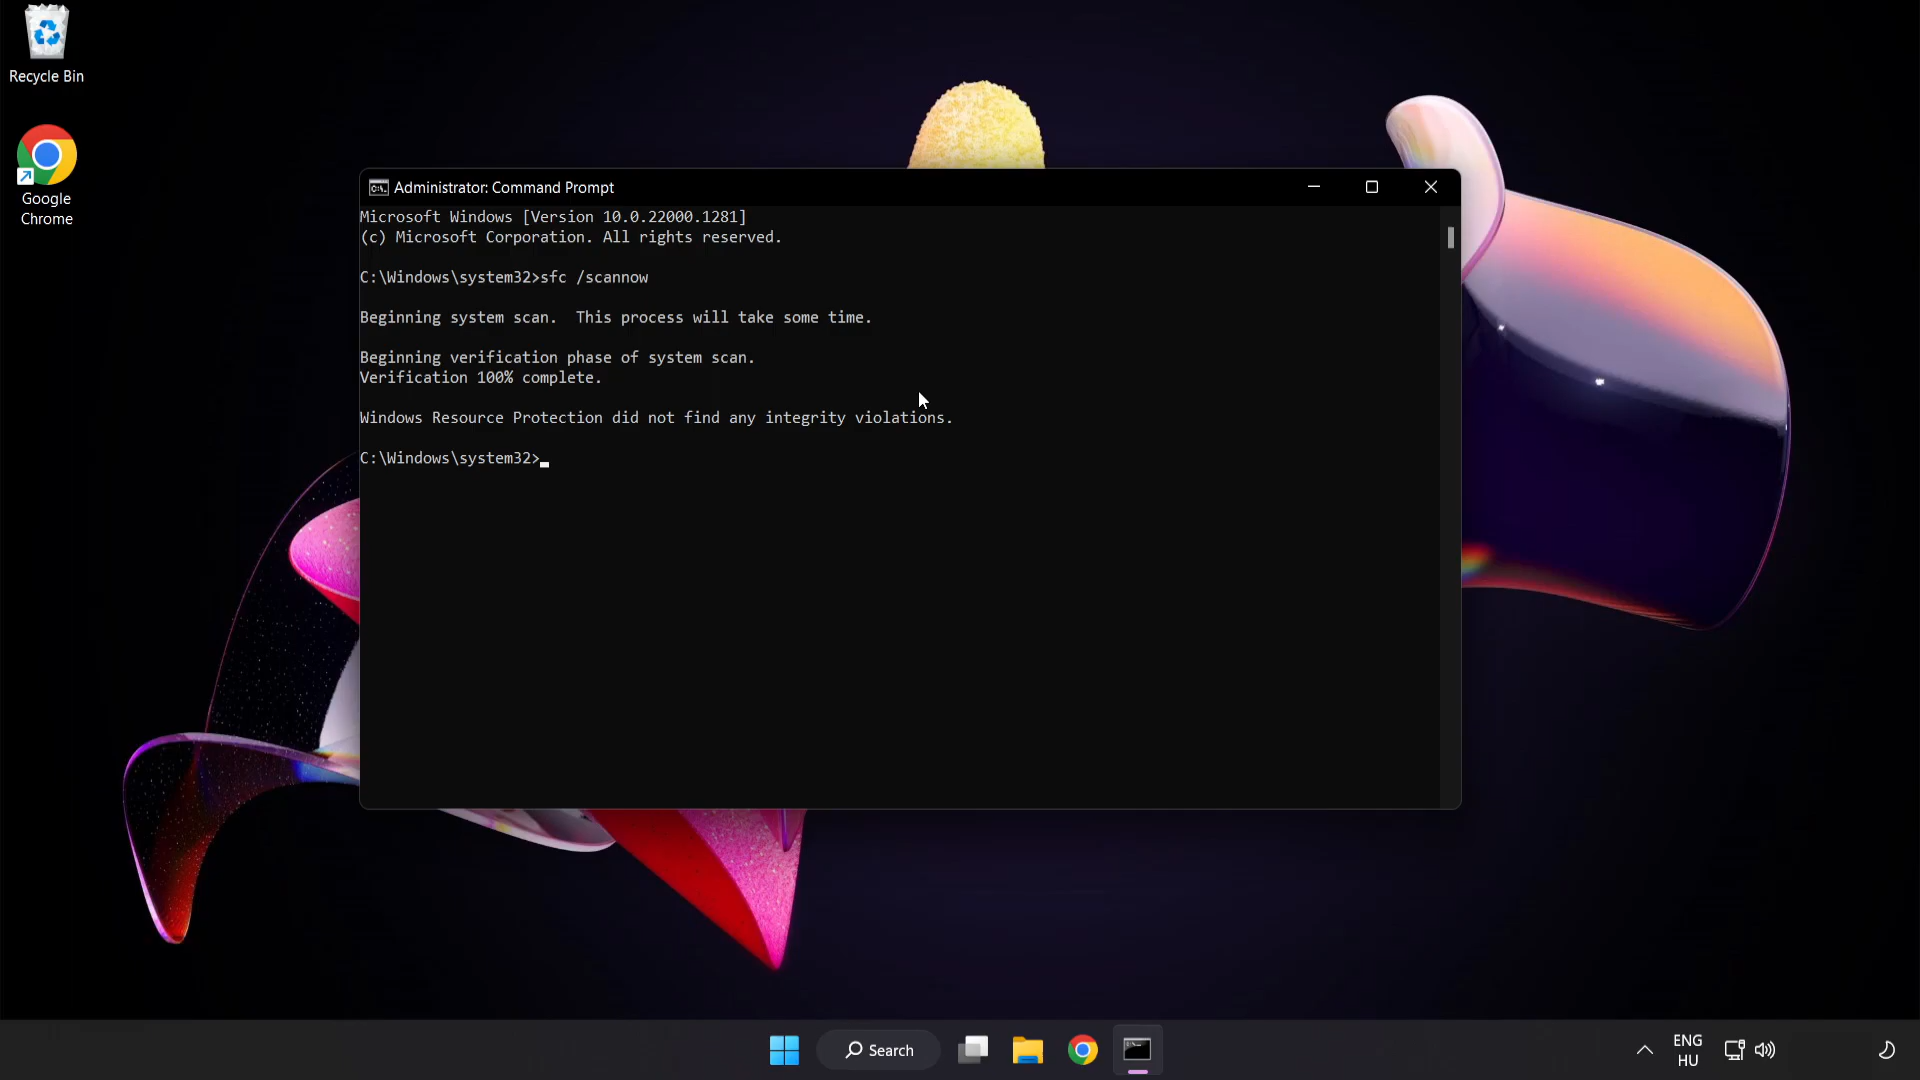 Recycle Bin
Google
Chrome
Administrator: Command Prompt
Microsoft Windows [Version 10.0.22000.1281]
(c) Microsoft Corporation. All rights reserved.
C:\Windows\system32>sfc /scannow
Beginning system scan.  This process will take some time.
Beginning verification phase of system scan.
Verification 100% complete.
Windows Resource Protection did not find any integrity violations.
C:\Windows\system32>
Search
ENG
HU